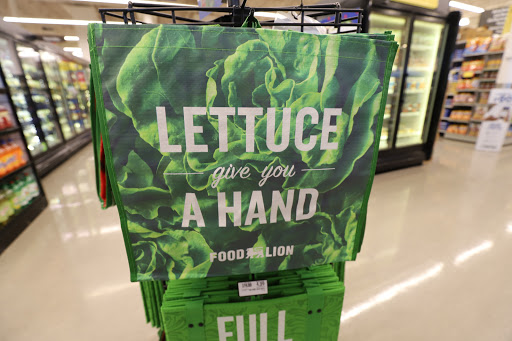 LETTUCE
give you
A HAND
FOOD LION
FULL